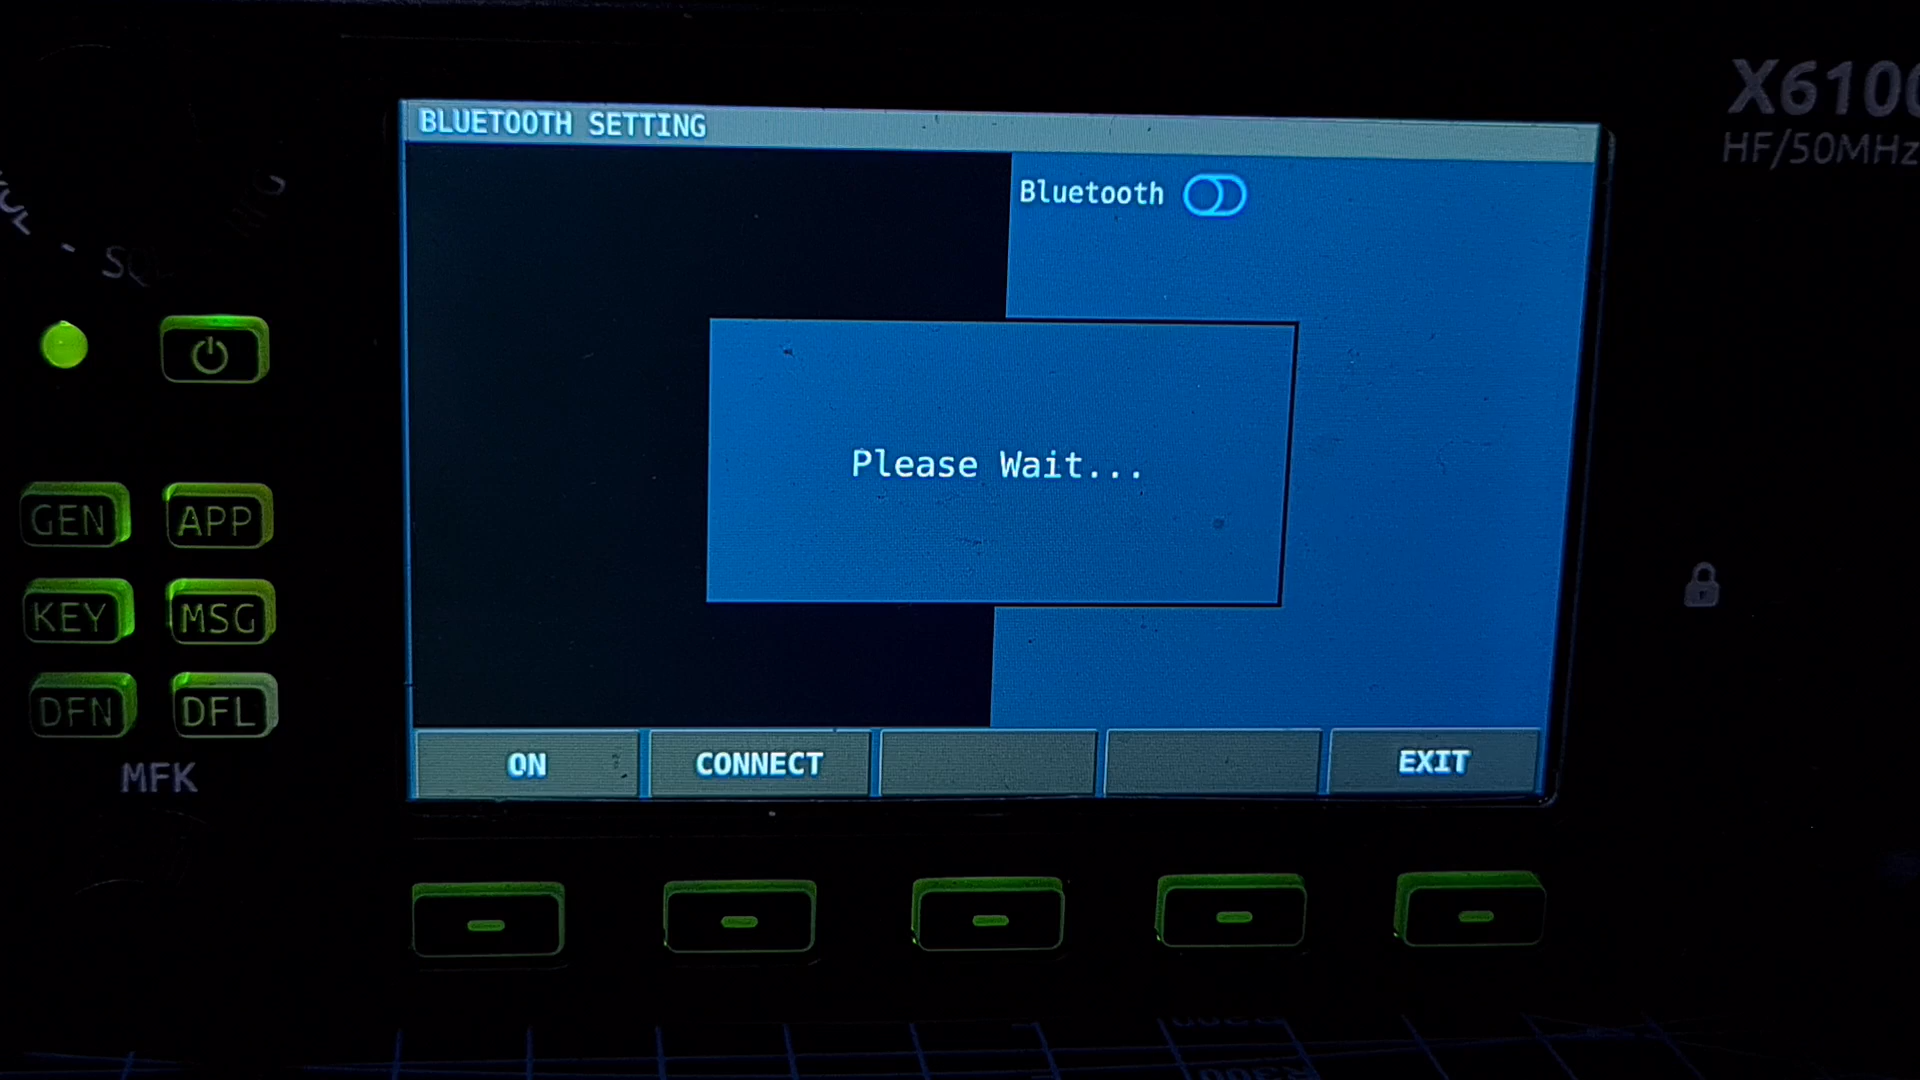 X6100
HF/50MHz
BLUETOOTH SETTING
Bluetooth
Please Wait...
GEN
APP
KEY
MSG
DFN
DFL
MFK
ON
CONNECT
EXIT